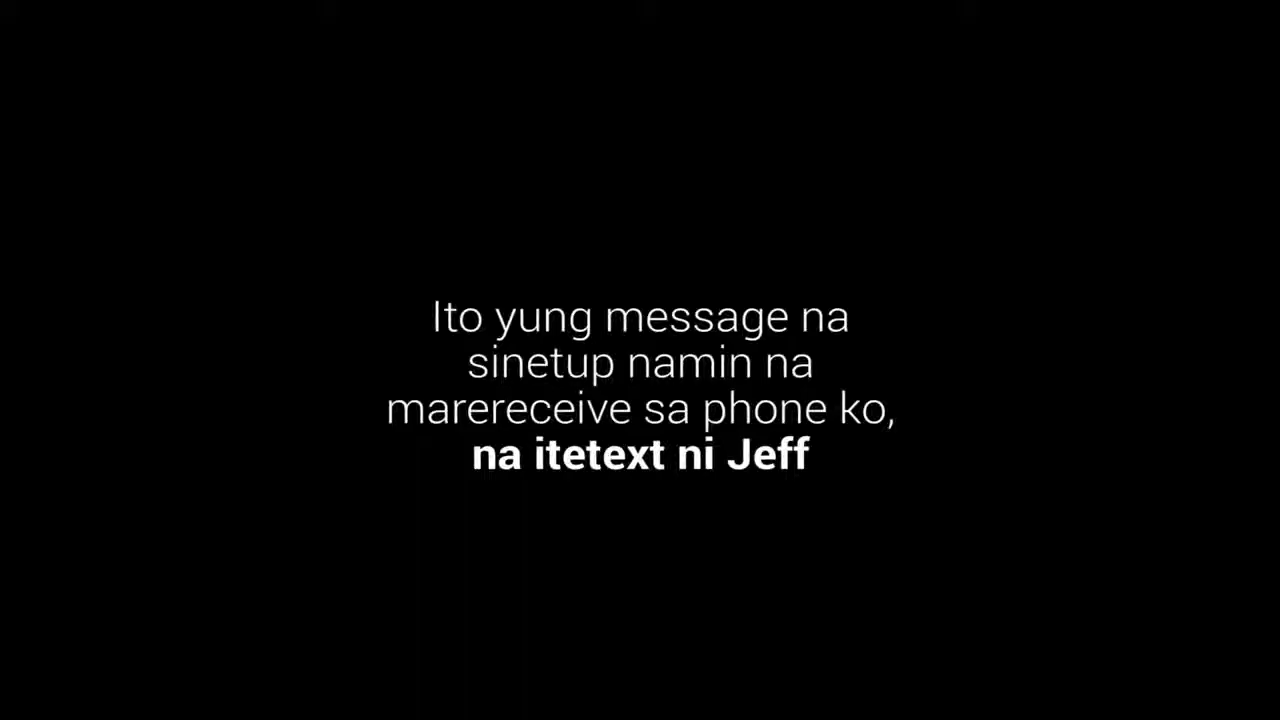 Ito yung message na
sinetup namin na
marereceive sa phone ko,
na itetext ni Jeff